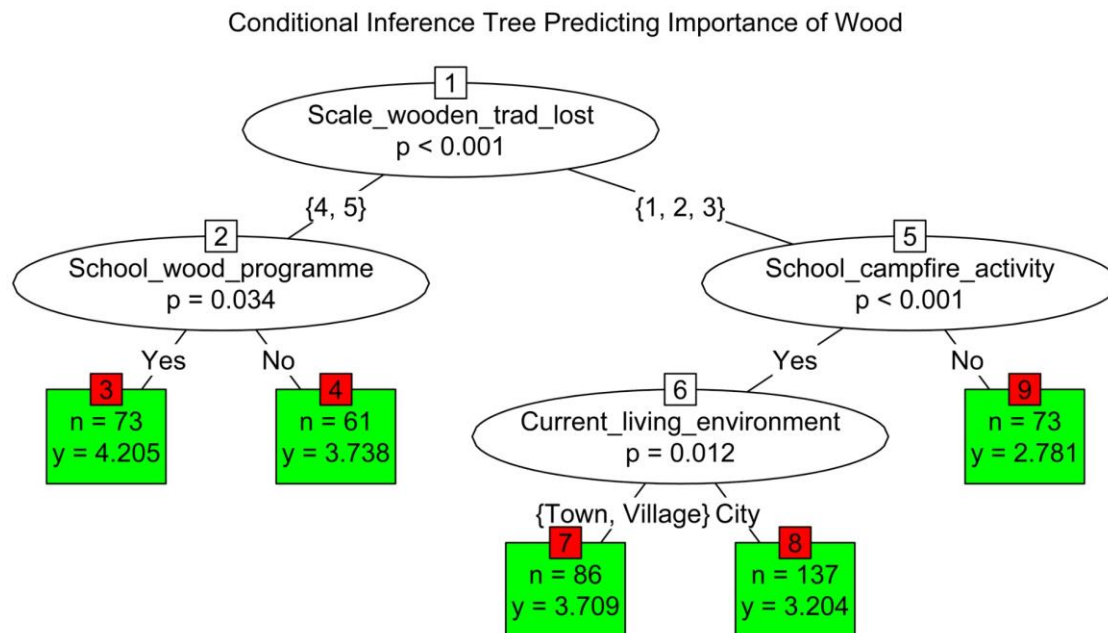 Conditional Inference Tree Predicting Importance of Wood
1
Scale_wooden_trad_lost
p < 0.001
{4, 5}
{1, 2, 3}
2
School_wood_programme
p = 0.034
5
School_campfire_activity
p < 0.001
Yes
No
Yes
No
3
n = 73
y = 4.205
4
n = 61
y = 3.738
6
Current_living_environment
p = 0.012
9
n = 73
y = 2.781
{Town, Village}
City
7
n = 86
y = 3.709
8
n = 137
y = 3.204